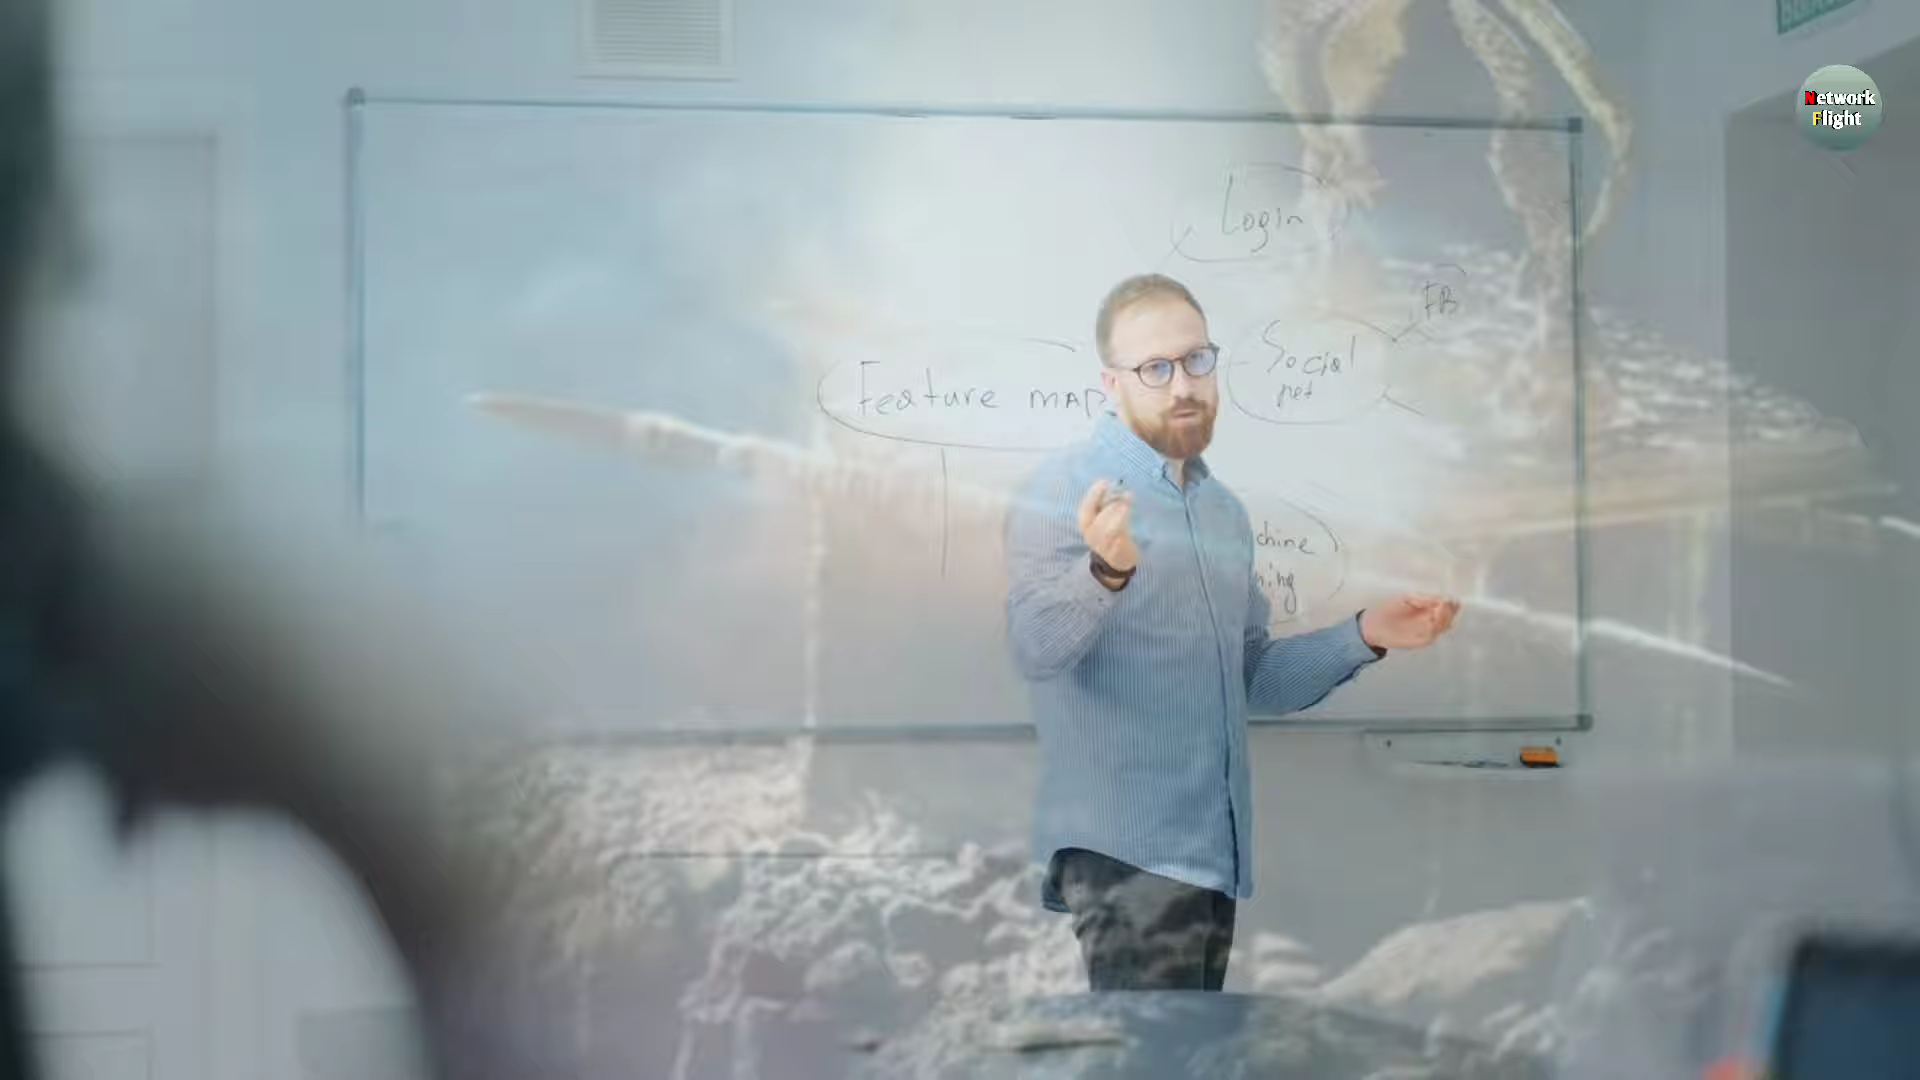 Network
Flight
Login
FB
Social
net
Feature map
chine
ning